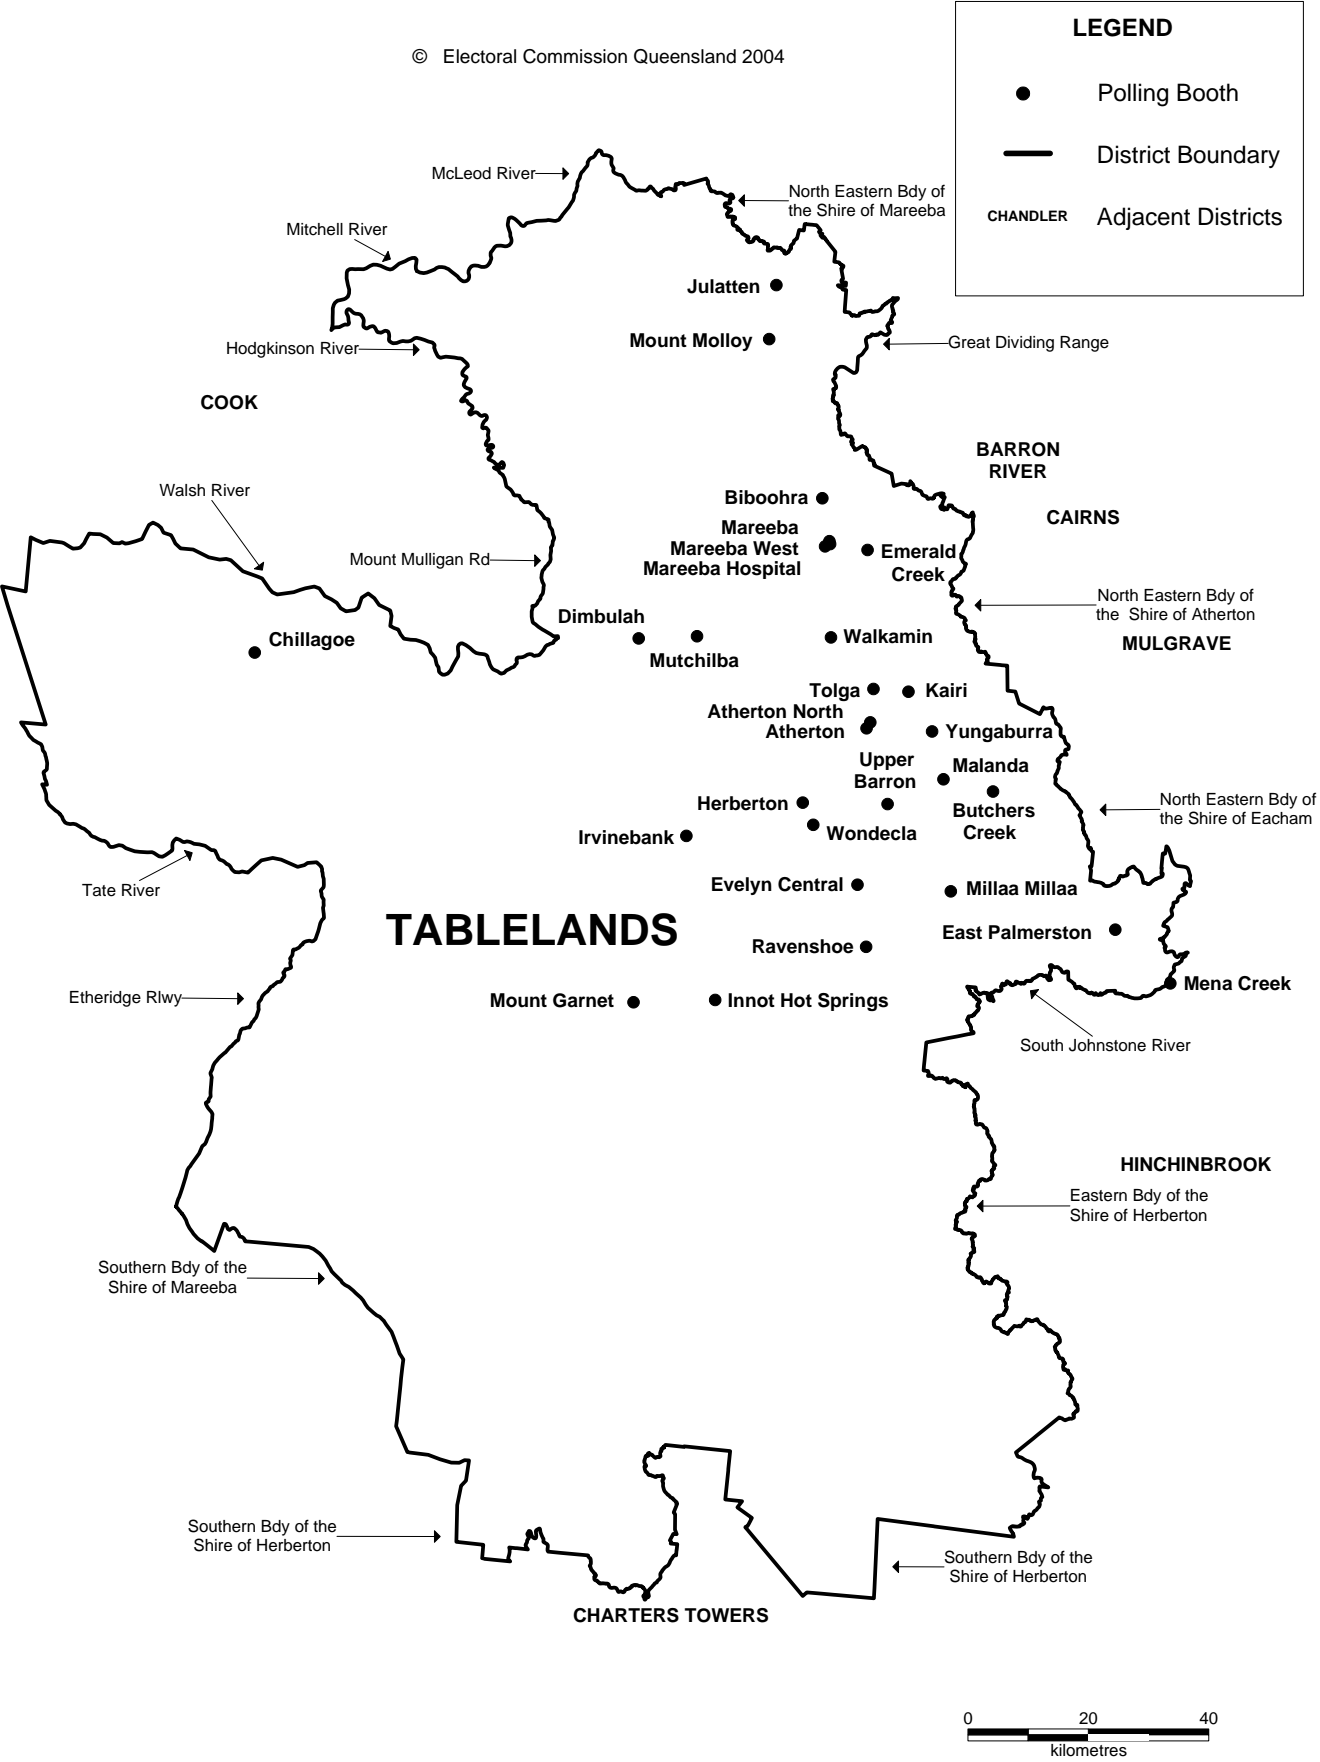 LEGEND
© Electoral Commission Queensland 2004
Polling Booth
District Boundary
CHANDLER Adjacent Districts
McLeod River
North Eastern Bdy of
the Shire of Mareeba
Mitchell River
Julatten
Mount Molloy
Hodgkinson River
Great Dividing Range
COOK
BARRON
RIVER
Walsh River
Biboohra
CAIRNS
Mareeba
Mareeba West
Mareeba Hospital
Emerald
Creek
Mount Mulligan Rd
North Eastern Bdy of
the Shire of Atherton
Dimbulah
Chillagoe
Mutchilba
Walkamin
MULGRAVE
Tolga
Kairi
Atherton North
Atherton
Yungaburra
Upper
Barron
Malanda
Herberton
Butchers
Creek
North Eastern Bdy of
the Shire of Eacham
Irvinebank
Wondecla
Tate River
Evelyn Central
Millaa Millaa
TABLELANDS
East Palmerston
Ravenshoe
Etheridge Rlwy
Mount Garnet
Innot Hot Springs
Mena Creek
South Johnstone River
HINCHINBROOK
Eastern Bdy of the
Shire of Herberton
Southern Bdy of the
Shire of Mareeba
Southern Bdy of the
Shire of Herberton
Southern Bdy of the
Shire of Herberton
CHARTERS TOWERS
0 20 40
kilometres